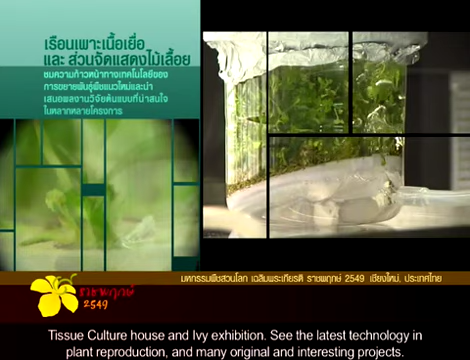 เรือนเพาะเนื้อเยื่อ
และ ส่วนจัดแสดงไม้เลื้อย
ชมความก้าวหน้าทางเทคโนโลยีของ
การขยายพันธุ์พืชแนวใหม่และนำ
เสนอผลงานวิจัยต้นแบบที่น่าสนใจ
ในหลากหลายโครงการ
มหกรรมพืชสวนโลก เฉลิมพระเกียรติ ราชพฤกษ์ 2549 เชียงใหม่, ประเทศไทย
ราชพฤกษ์
2549
Tissue Culture house and Ivy exhibition. See the latest technology in
plant reproduction, and many original and interesting projects.